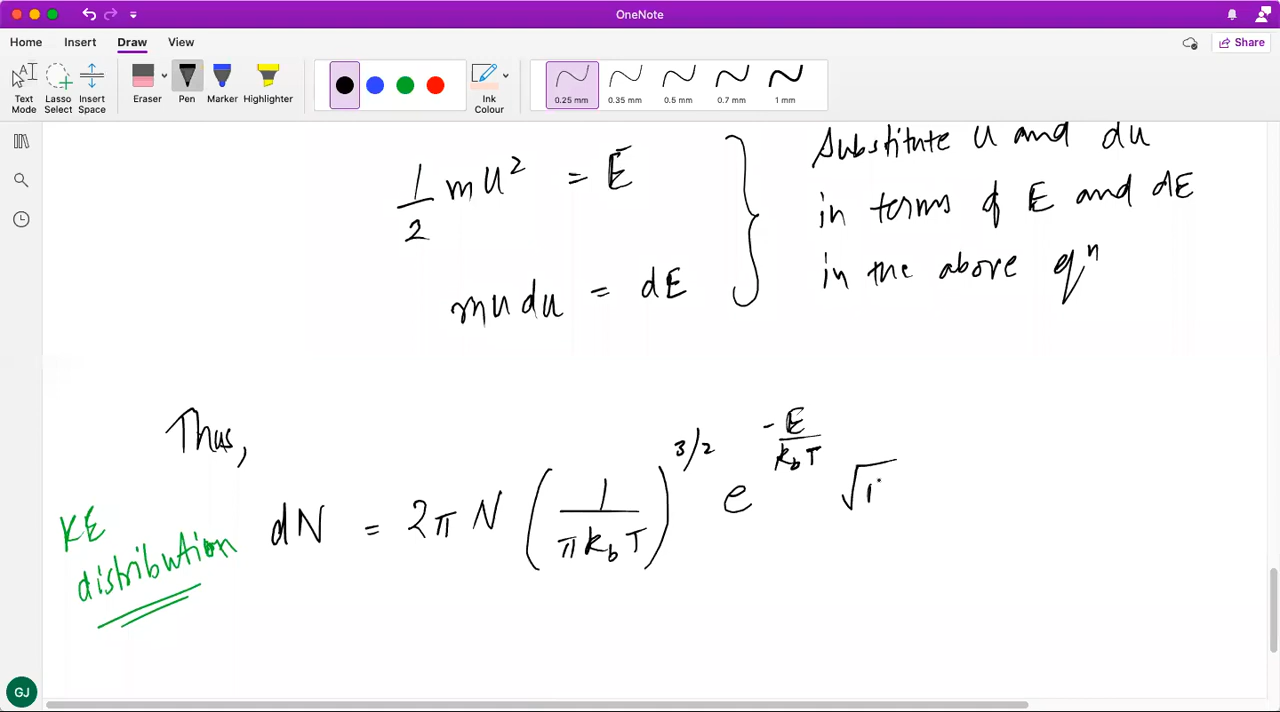 OneNote
Home Insert Draw View
Share
Text Mode
Lasso Select
Insert Space
Eraser
Pen
Marker
Highlighter
Ink Colour
0.25 mm 0.35 mm 0.5 mm 0.7 mm 1 mm
1/2 mu² = E
mudu = dE
Substitute u and du
in terms of E and dE
in the above eqⁿ
Thus,
KE
distribution
dN = 2π N (1/(πk_bT))^{3/2} e^{-E/(k_bT)} √
GJ